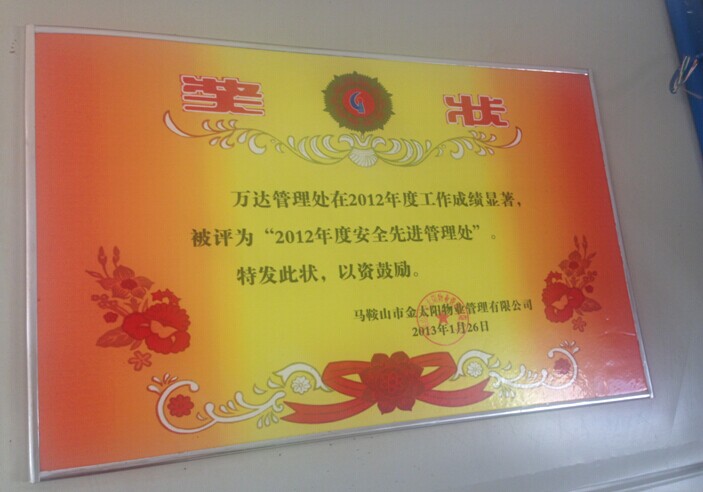 奖状
万达管理处在2012年度工作成绩显著，
被评为“2012年度安全先进管理处”。
特发此状，以资鼓励。
马鞍山市金太阳物业管理有限公司
2013年1月26日